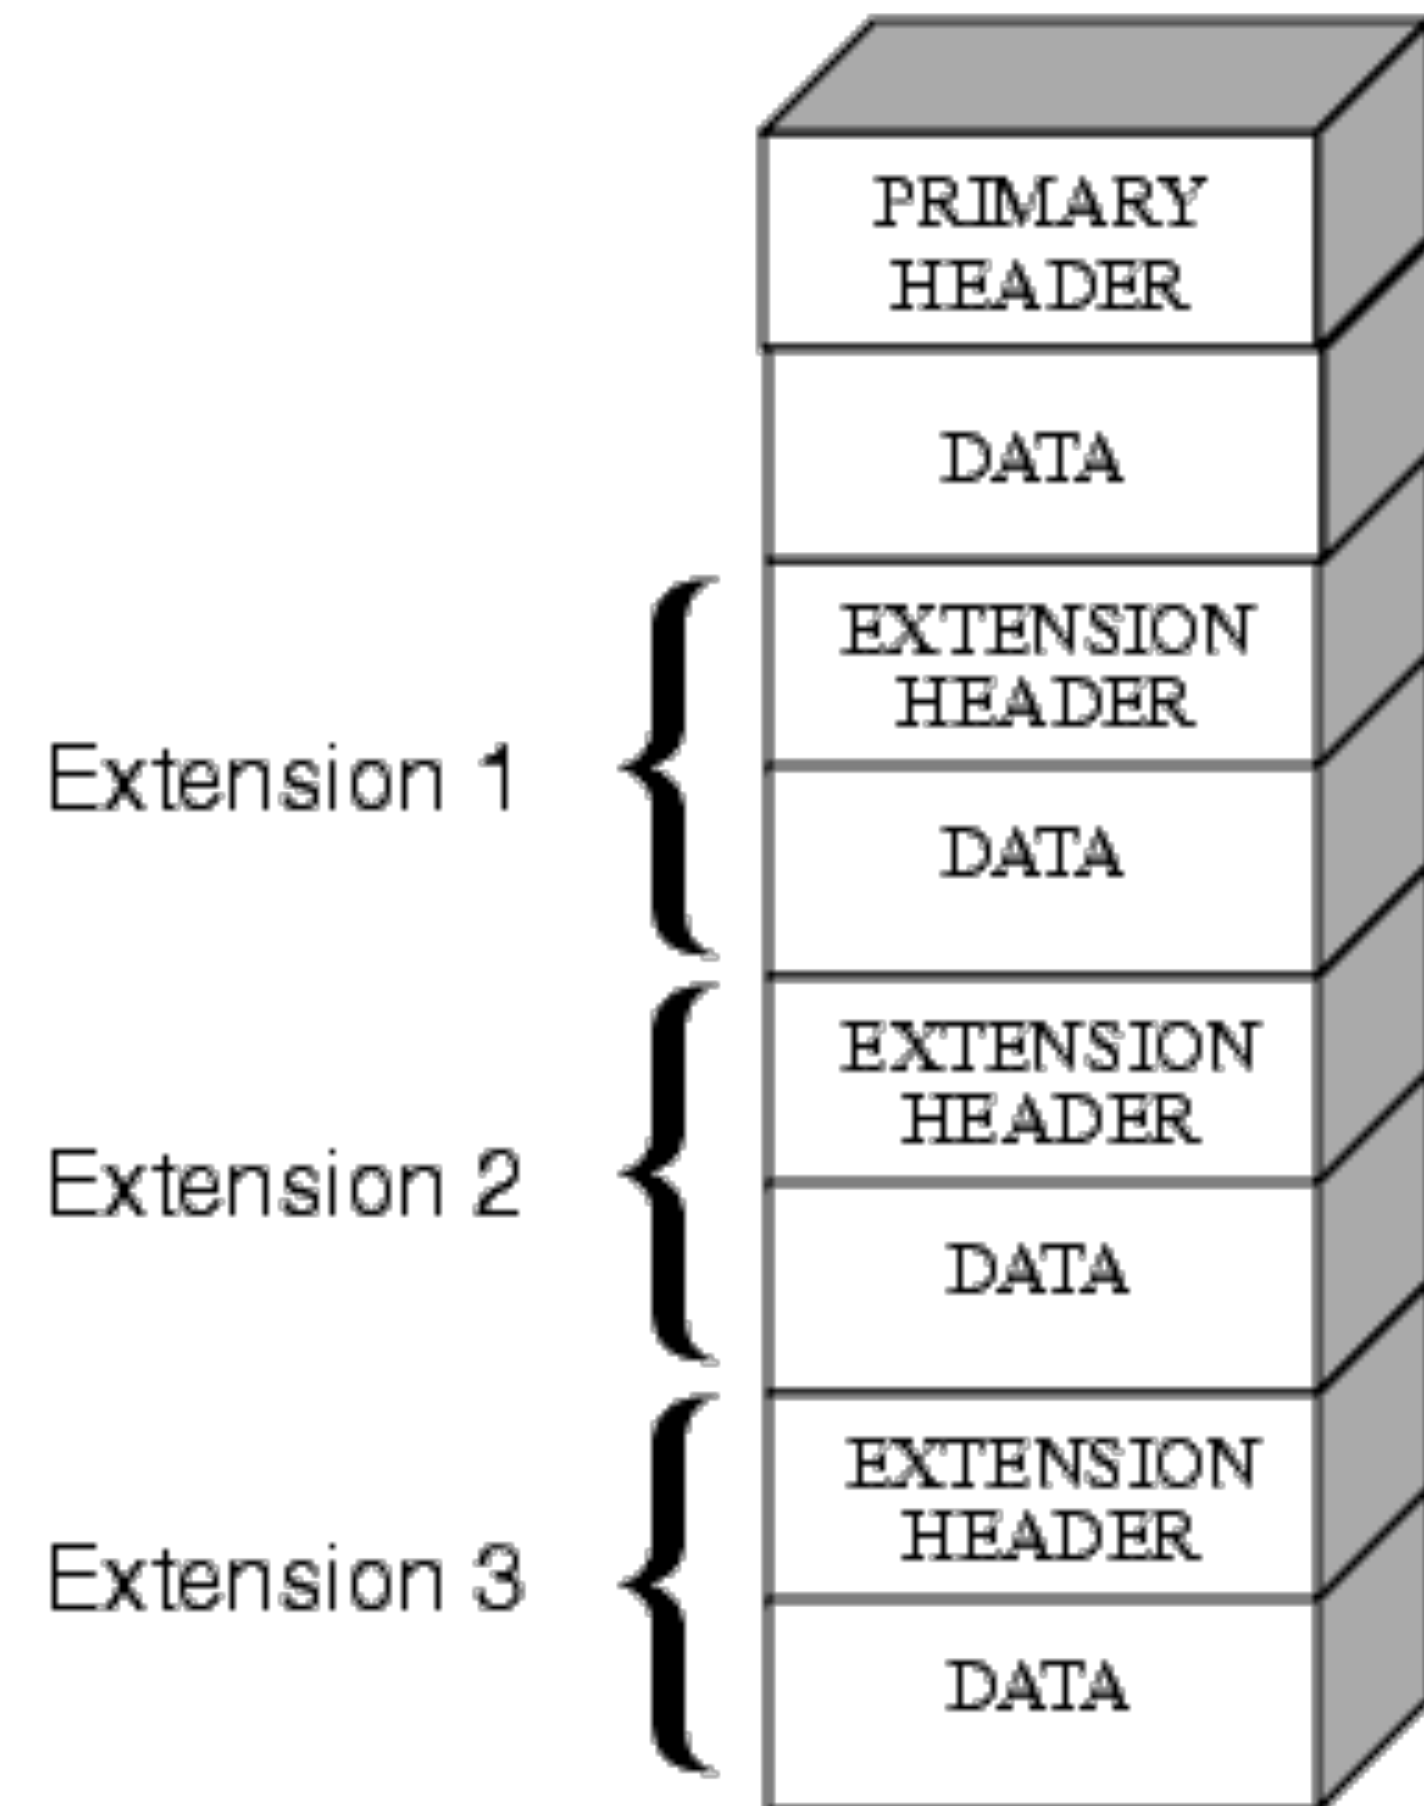 PRIMARY
HEADER
DATA
EXTENSION
HEADER
Extension 1
DATA
EXTENSION
HEADER
Extension 2
DATA
EXTENSION
HEADER
Extension 3
DATA